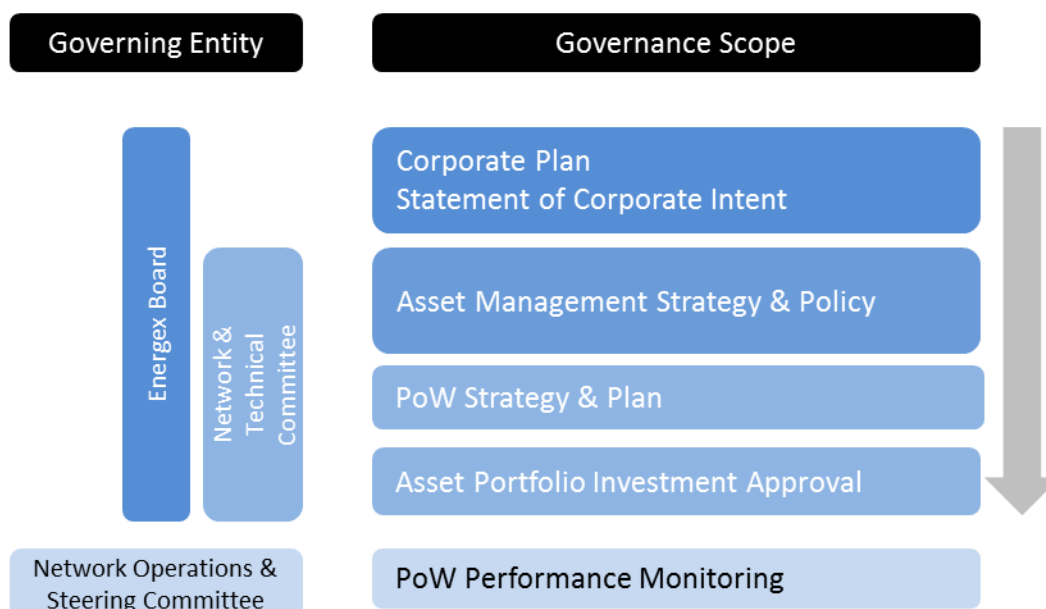 Governing Entity
Governance Scope
Energex Board
Network &
Technical
Committee
Corporate Plan
Statement of Corporate Intent
Asset Management Strategy & Policy
PoW Strategy & Plan
Asset Portfolio Investment Approval
Network Operations &
Steering Committee
PoW Performance Monitoring